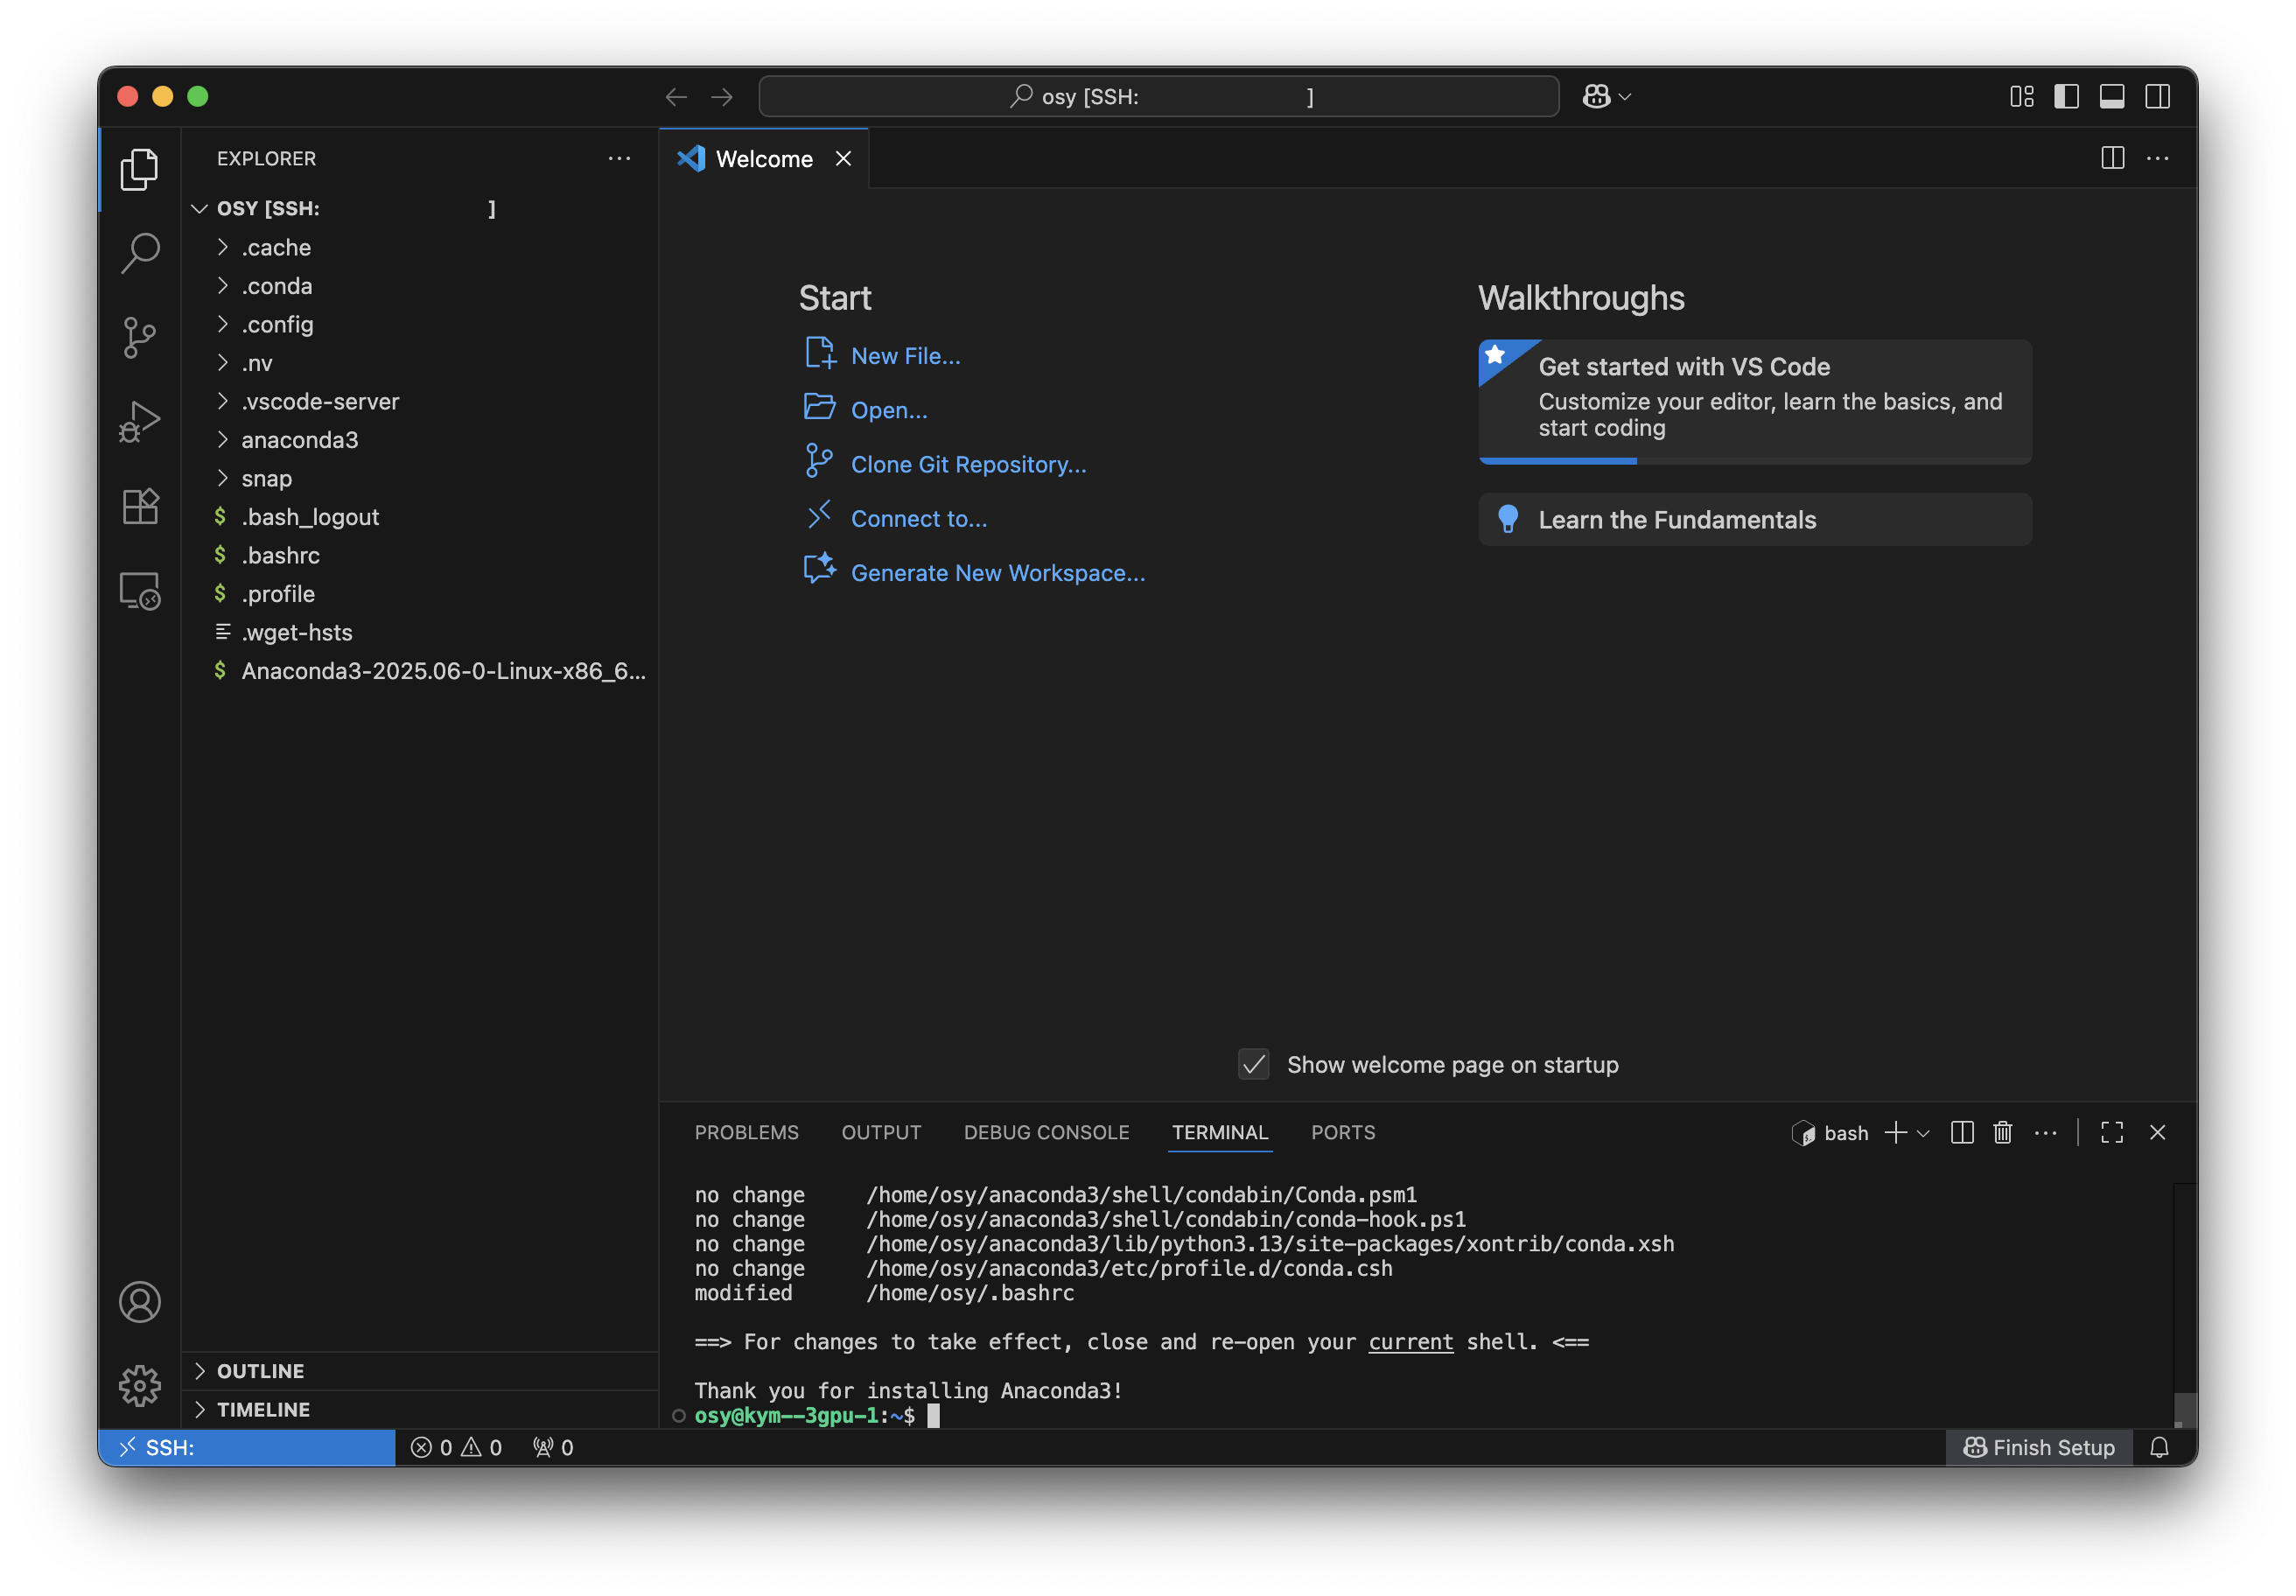 osy [SSH: ]
EXPLORER
OSY [SSH: ]
.cache
.conda
.config
.nv
.vscode-server
anaconda3
snap
.bash_logout
.bashrc
.profile
.wget-hsts
Anaconda3-2025.06-0-Linux-x86_6...
OUTLINE
TIMELINE
Welcome
Start
New File...
Open...
Clone Git Repository...
Connect to...
Generate New Workspace...
Walkthroughs
Get started with VS Code
Customize your editor, learn the basics, and
start coding
Learn the Fundamentals
Show welcome page on startup
PROBLEMS OUTPUT DEBUG CONSOLE TERMINAL PORTS
bash
no change /home/osy/anaconda3/shell/condabin/Conda.psm1
no change /home/osy/anaconda3/shell/condabin/conda-hook.ps1
no change /home/osy/anaconda3/lib/python3.13/site-packages/xontrib/conda.xsh
no change /home/osy/anaconda3/etc/profile.d/conda.csh
modified /home/osy/.bashrc
==> For changes to take effect, close and re-open your current shell. <==
Thank you for installing Anaconda3!
osy@kym--3gpu-1:~$
SSH: 0 0 0 Finish Setup